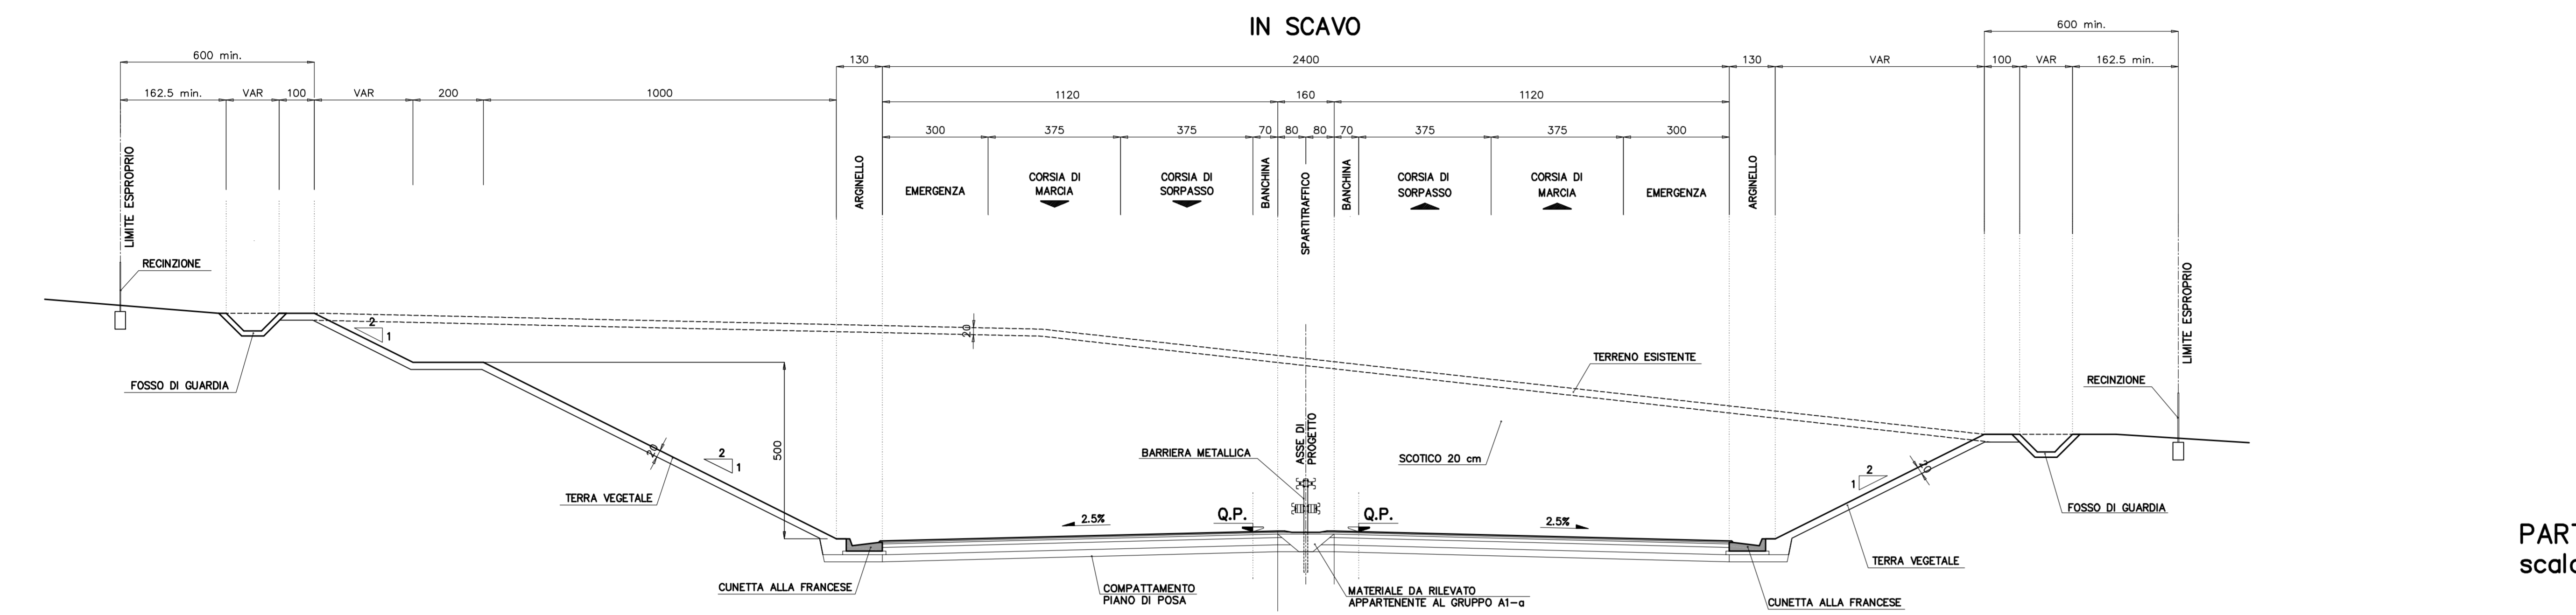 IN SCAVO
600 min.
600 min.
130
2400
130
VAR
100
VAR
162.5 min.
162.5 min.
VAR
100
VAR
200
1000
1120
160
1120
300
375
375
70
80
80
70
375
375
300
LIMITE ESPROPRIO
ARGINELLO
EMERGENZA
CORSIA DI
MARCIA
CORSIA DI
SORPASSO
BANCHINA
SPARTITRAFFICO
BANCHINA
CORSIA DI
SORPASSO
CORSIA DI
MARCIA
EMERGENZA
ARGINELLO
LIMITE ESPROPRIO
RECINZIONE
2
1
20
TERRENO ESISTENTE
FOSSO DI GUARDIA
RECINZIONE
500
20
2
1
TERRA VEGETALE
BARRIERA METALLICA
ASSE DI
PROGETTO
SCOTICO 20 cm
2
1
20
FOSSO DI GUARDIA
2.5%
Q.P.
Q.P.
2.5%
TERRA VEGETALE
CUNETTA ALLA FRANCESE
COMPATTAMENTO
PIANO DI POSA
MATERIALE DA RILEVATO
APPARTENENTE AL GRUPPO A1-a
CUNETTA ALLA FRANCESE
PART
scala